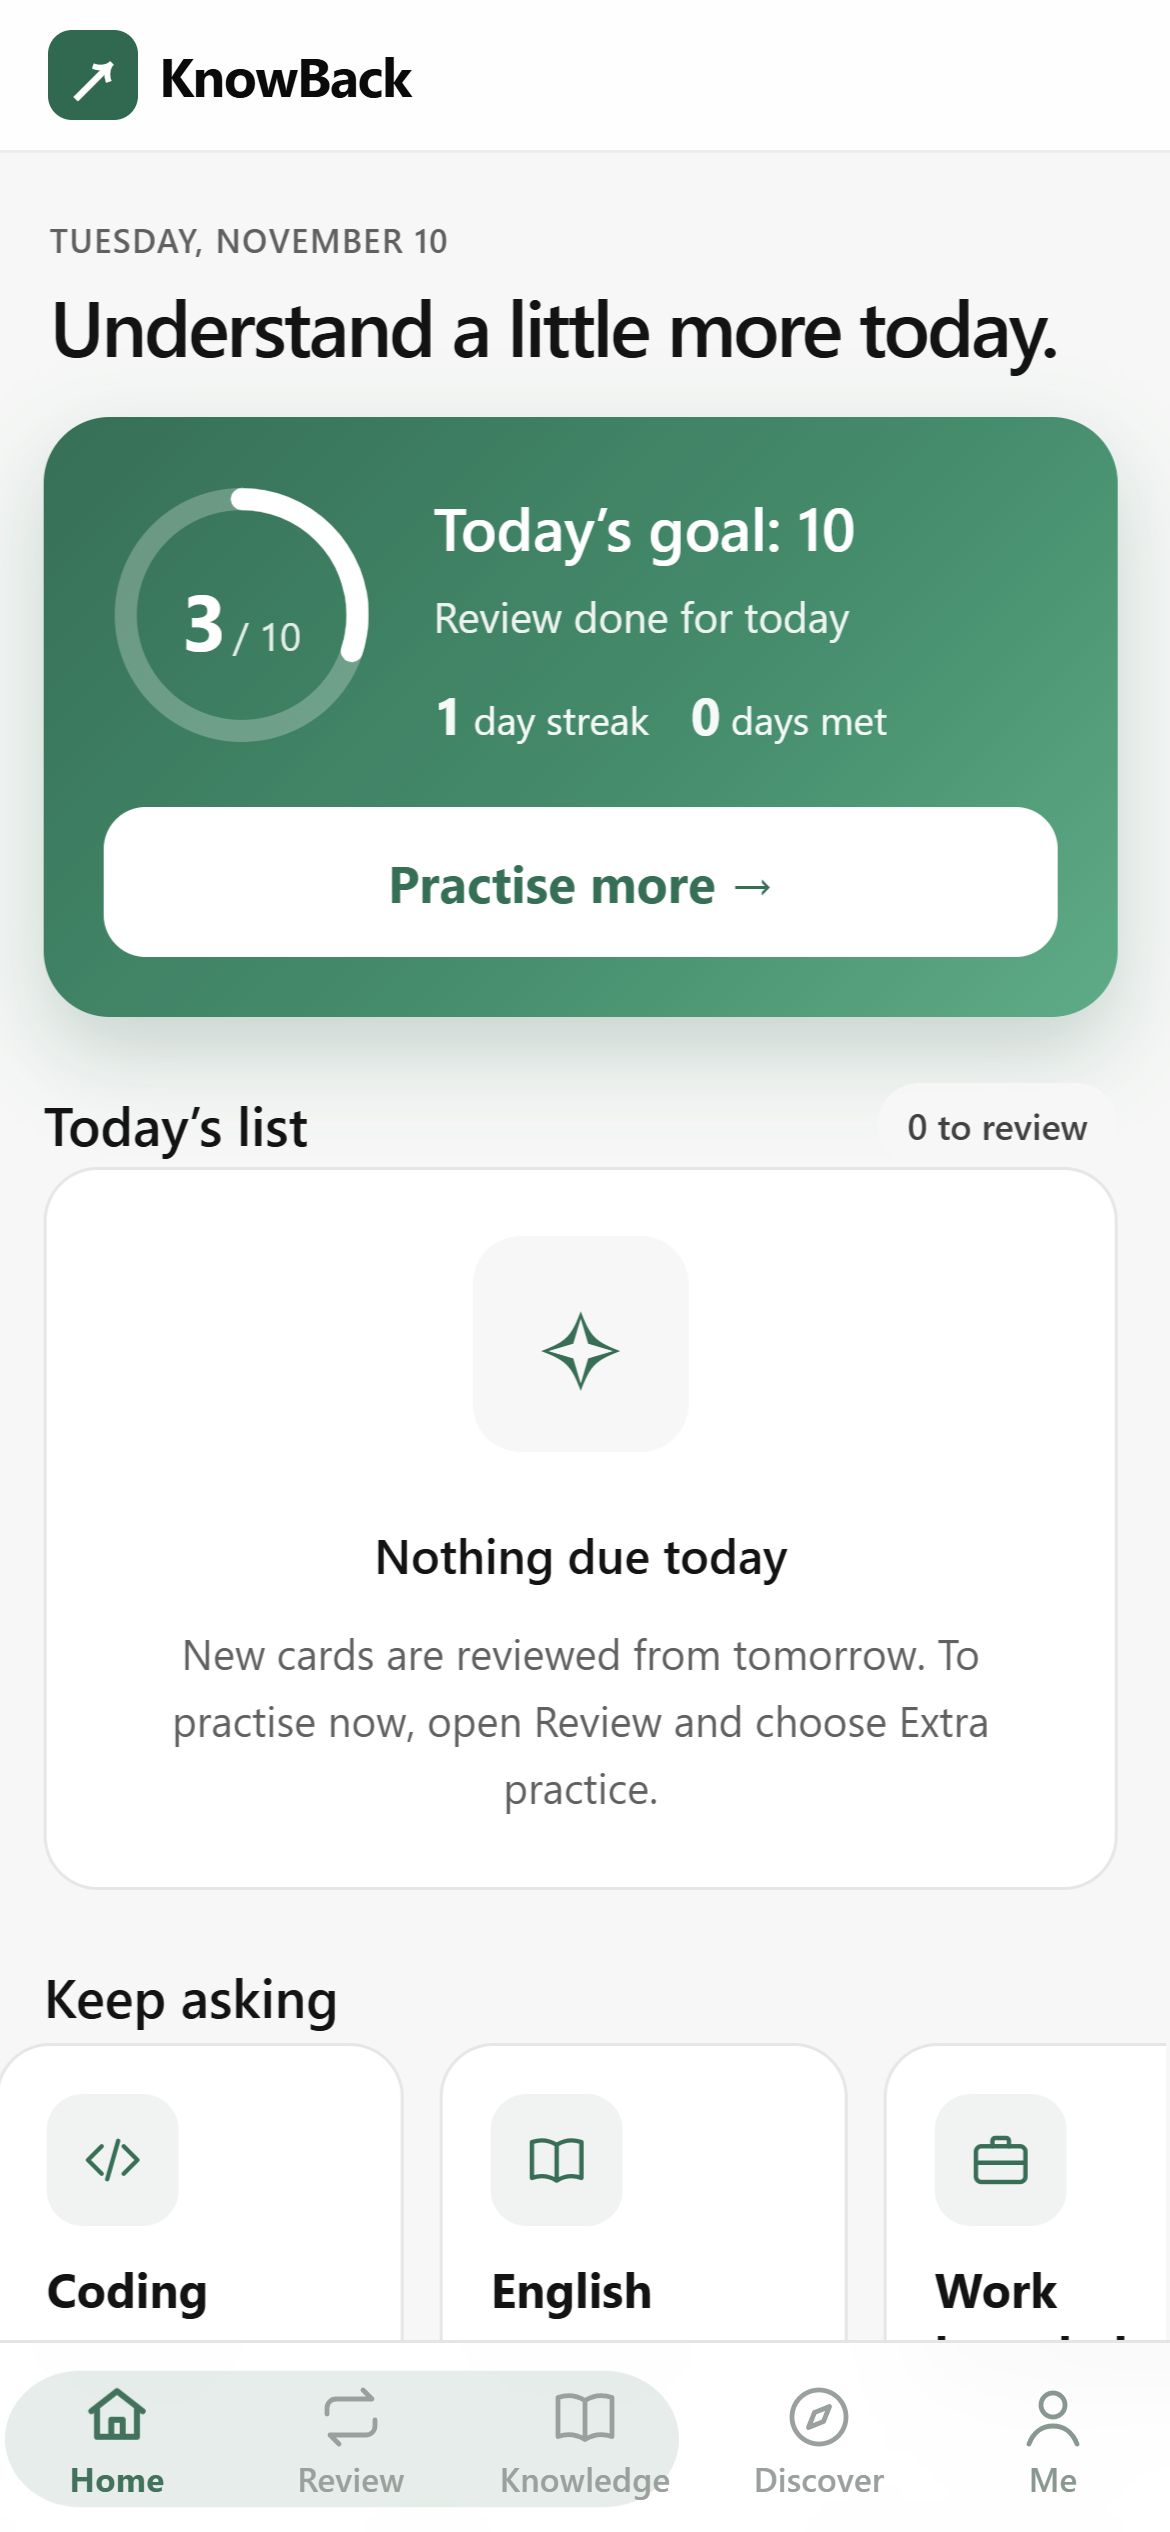 KnowBack
TUESDAY, NOVEMBER 10
Understand a little more today.
3 / 10
Today's goal: 10
Review done for today
1 day streak 0 days met
Practise more →
Today's list
0 to review
Nothing due today
New cards are reviewed from tomorrow. To
practise now, open Review and choose Extra
practice.
Keep asking
Coding
English
Work
Home
Review
Knowledge
Discover
Me